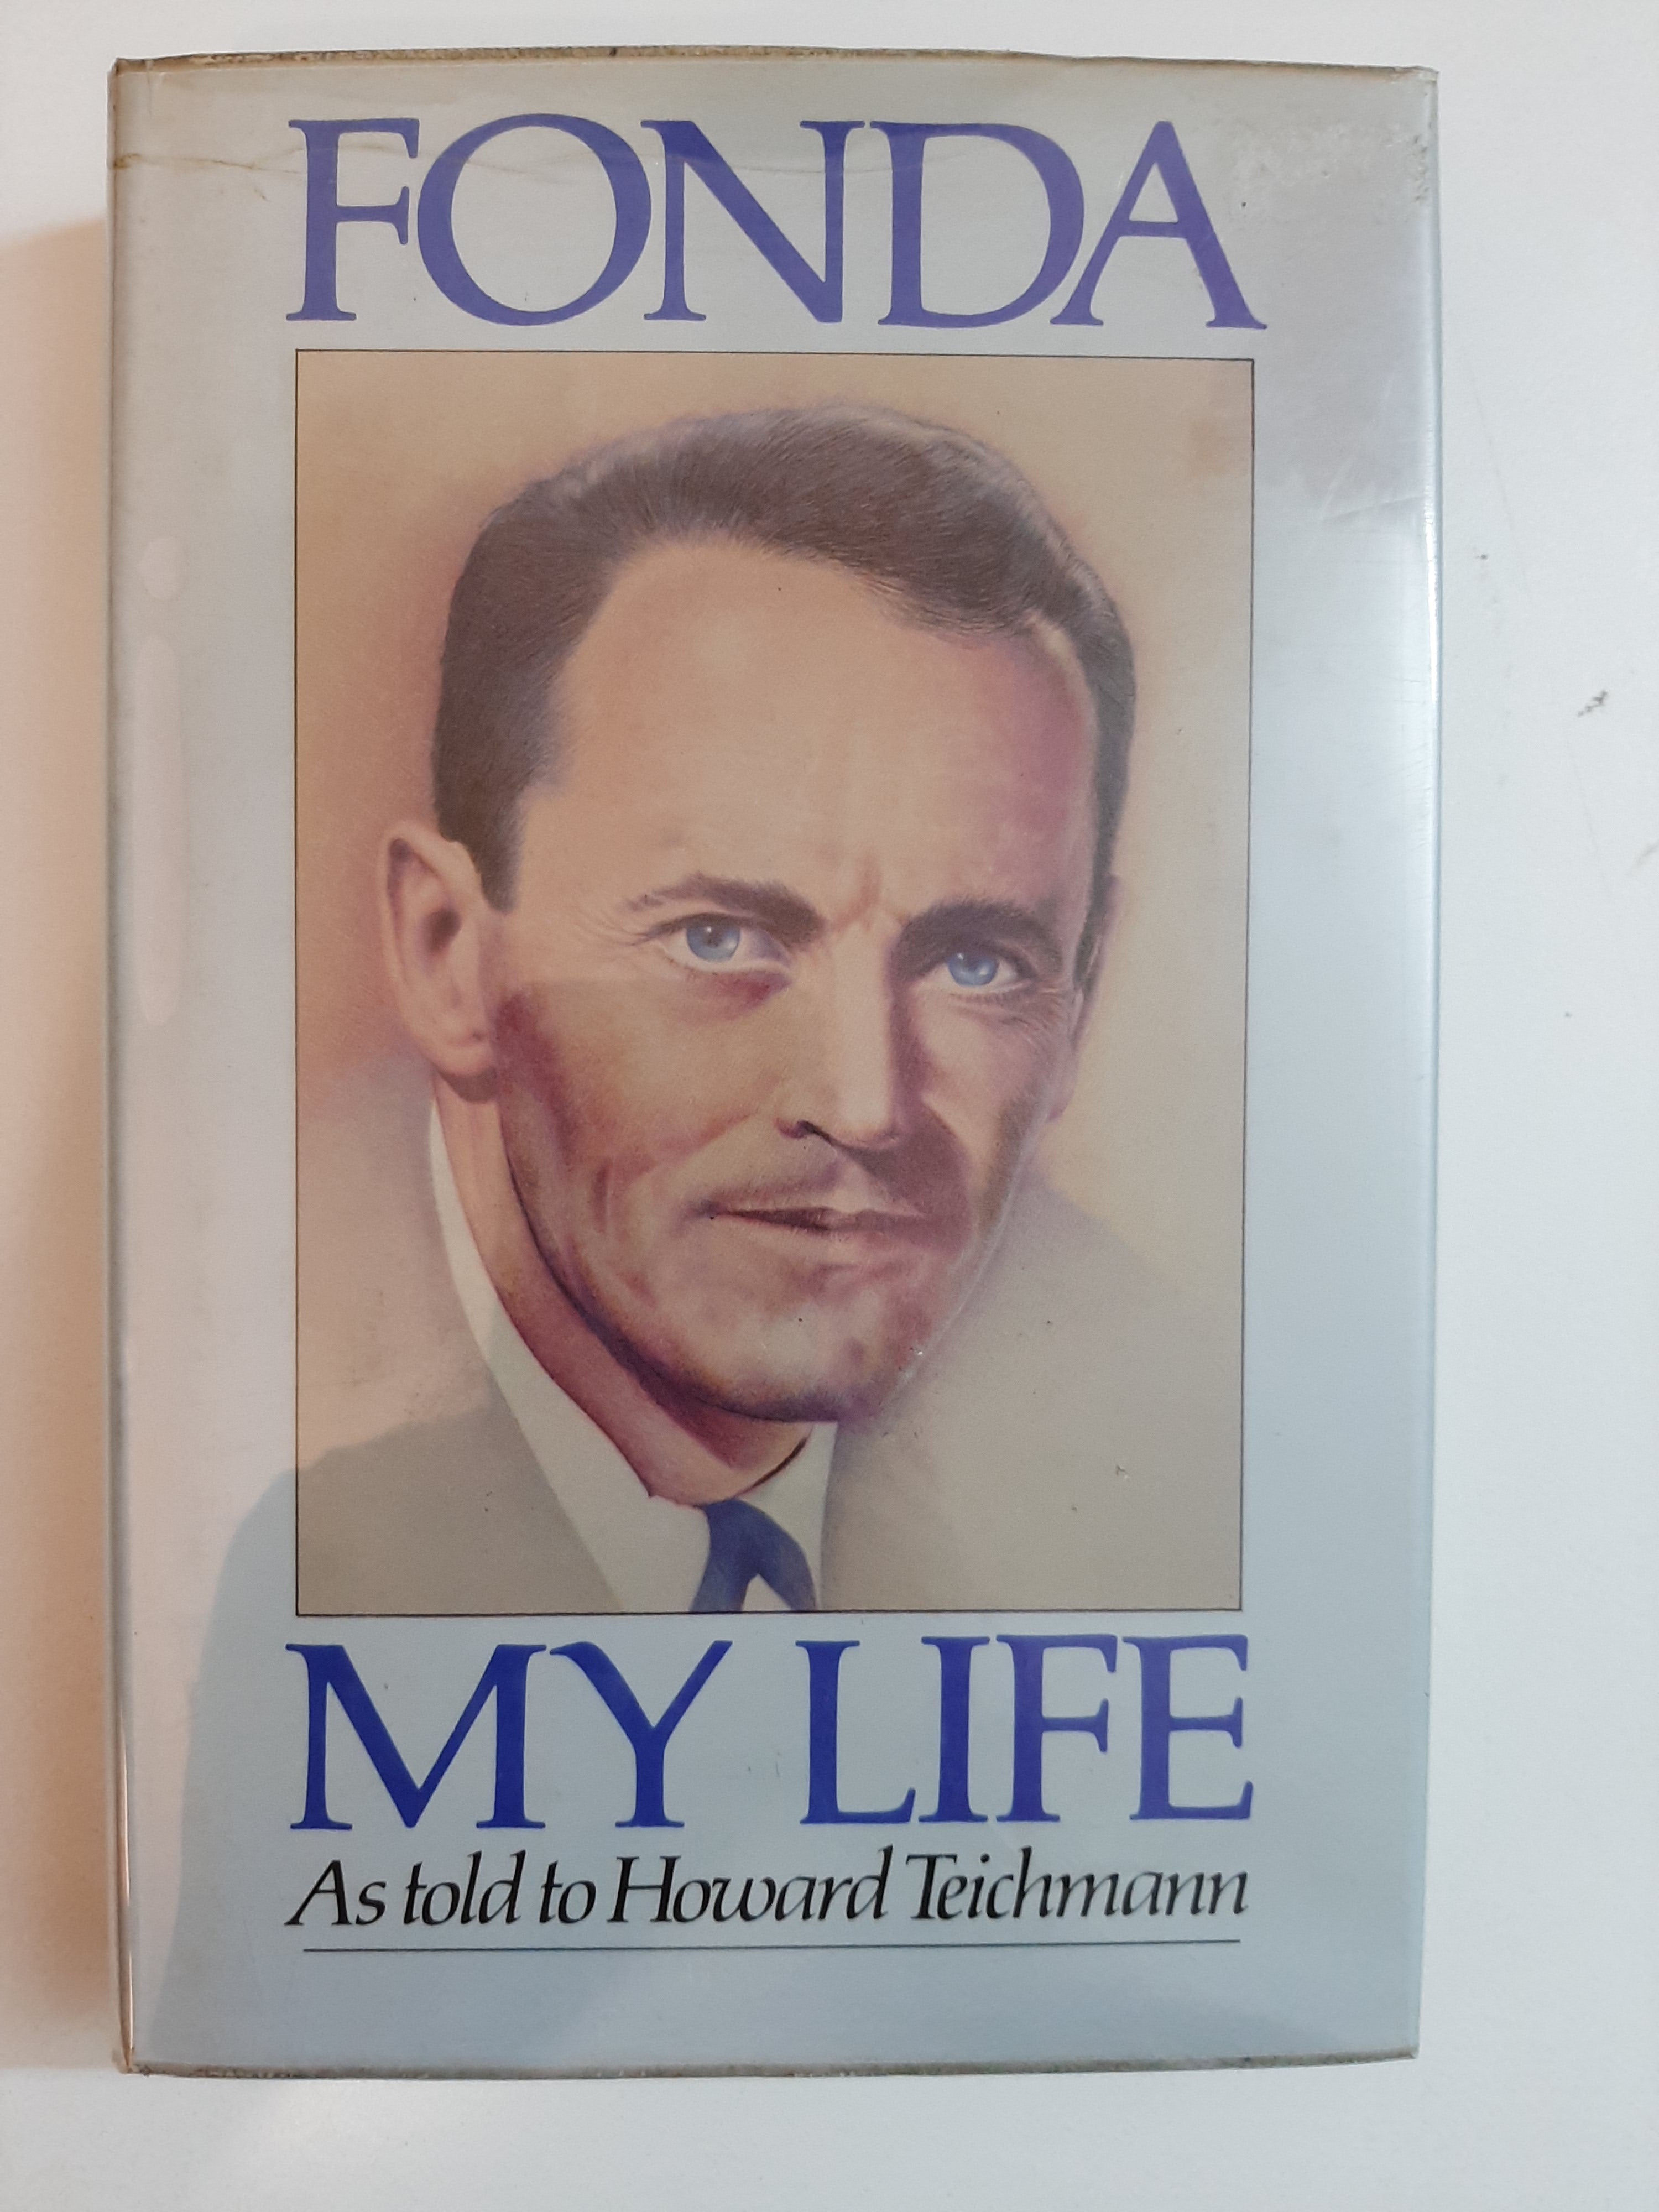 FONDA
MY LIFE
As told to Howard Teichmann